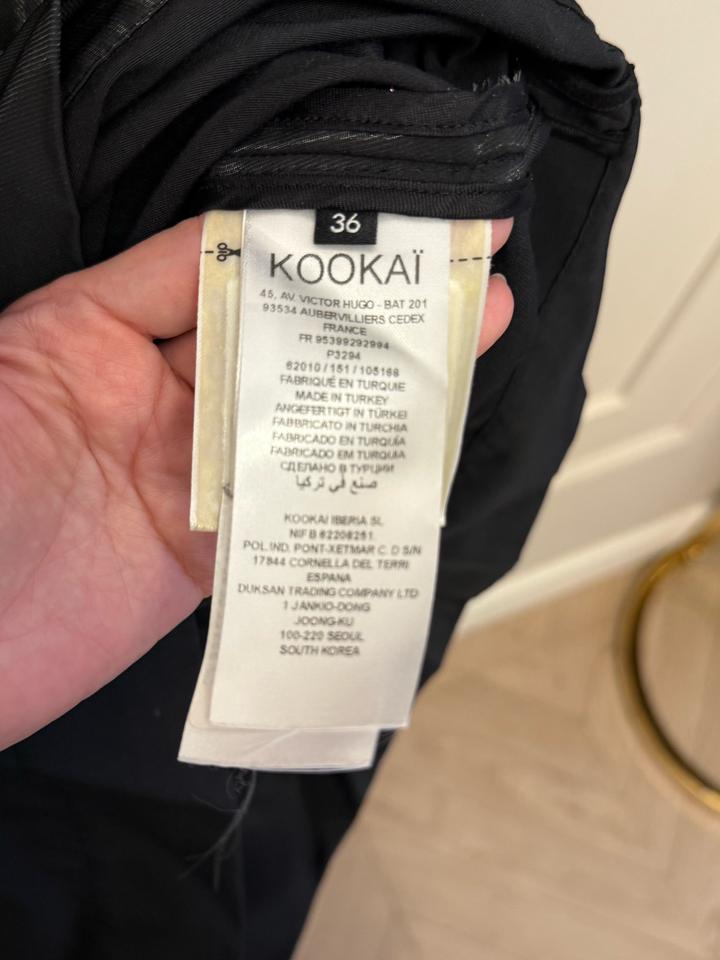 36
KOOKAÏ
45, AV. VICTOR HUGO - BAT 201
93534 AUBERVILLIERS CEDEX
FRANCE
FR 95399292994
P3294
62010 / 151 / 105168
FABRIQUÉ EN TURQUIE
MADE IN TURKEY
ANGEFERTIGT IN TÜRKEI
FABBRICATO IN TURCHIA
FABRICADO EN TURQUÍA
FABRICADO EM TURQUIA
СДЕЛАНО В ТУРЦИИ
صنع في تركيا
KOOKAI IBERIA SL
NIF B 62206251.
POL.IND. PONT-XETMAR C. D S/N
17844 CORNELLA DEL TERRI
ESPANA
DUKSAN TRADING COMPANY LTD
1 JANKIO-DONG
JOONG-KU
100-220 SEOUL
SOUTH KOREA